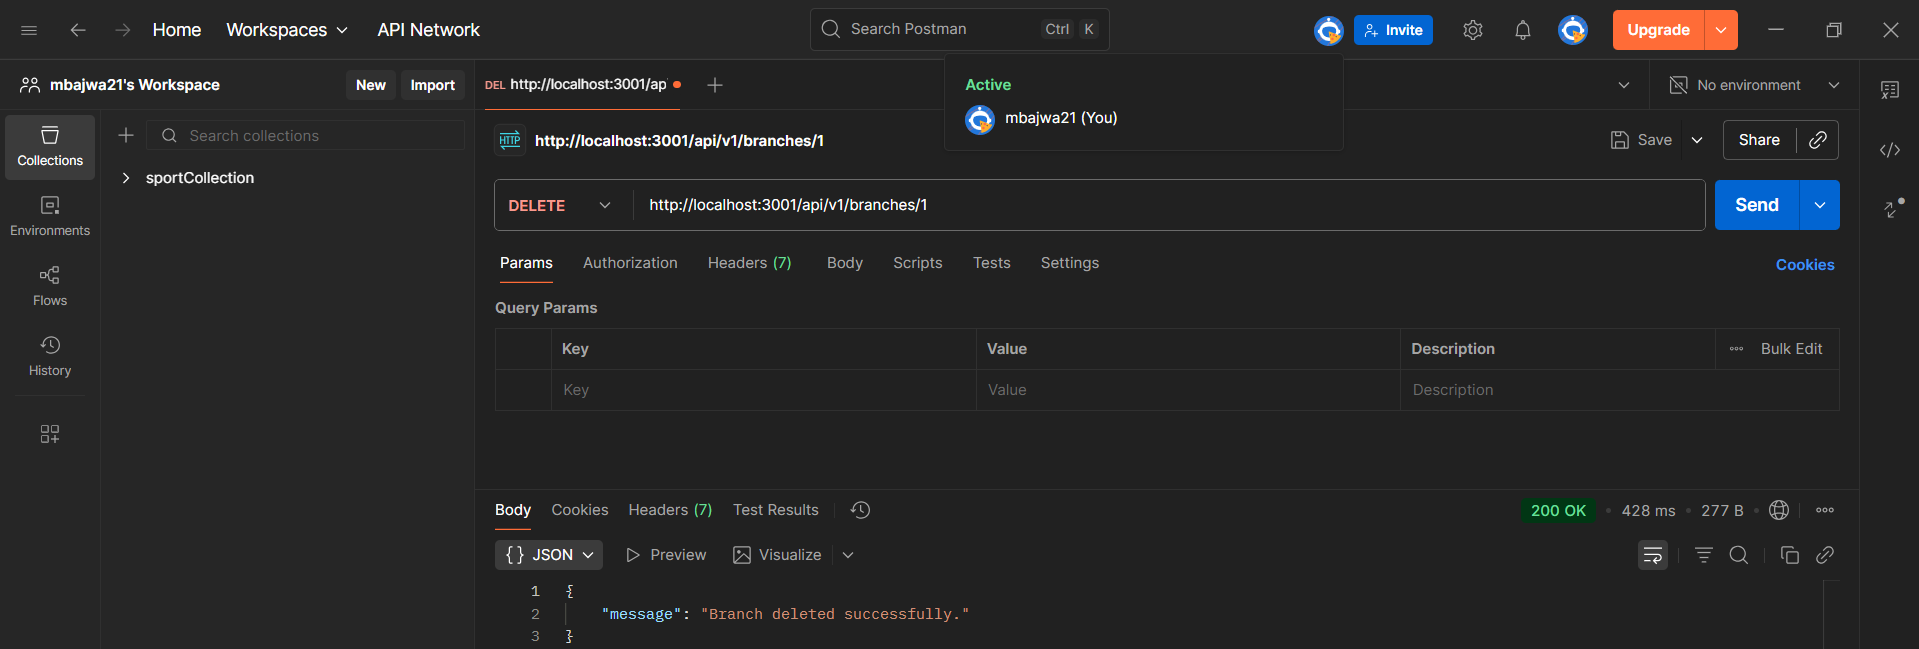 Home Workspaces API Network Search Postman Ctrl K Invite Upgrade
mbajwa21's Workspace New Import DEL http://localhost:3001/ap No environment
Active
mbajwa21 (You)
Search collections http://localhost:3001/api/v1/branches/1 Save Share
Collections
sportCollection
DELETE http://localhost:3001/api/v1/branches/1 Send
Environments
Params Authorization Headers (7) Body Scripts Tests Settings Cookies
Flows
Query Params
Key Value Description Bulk Edit
History
Key Value Description
Body Cookies Headers (7) Test Results 200 OK • 428 ms • 277 B •
{} JSON Preview Visualize
1 {
2 "message": "Branch deleted successfully."
3 }